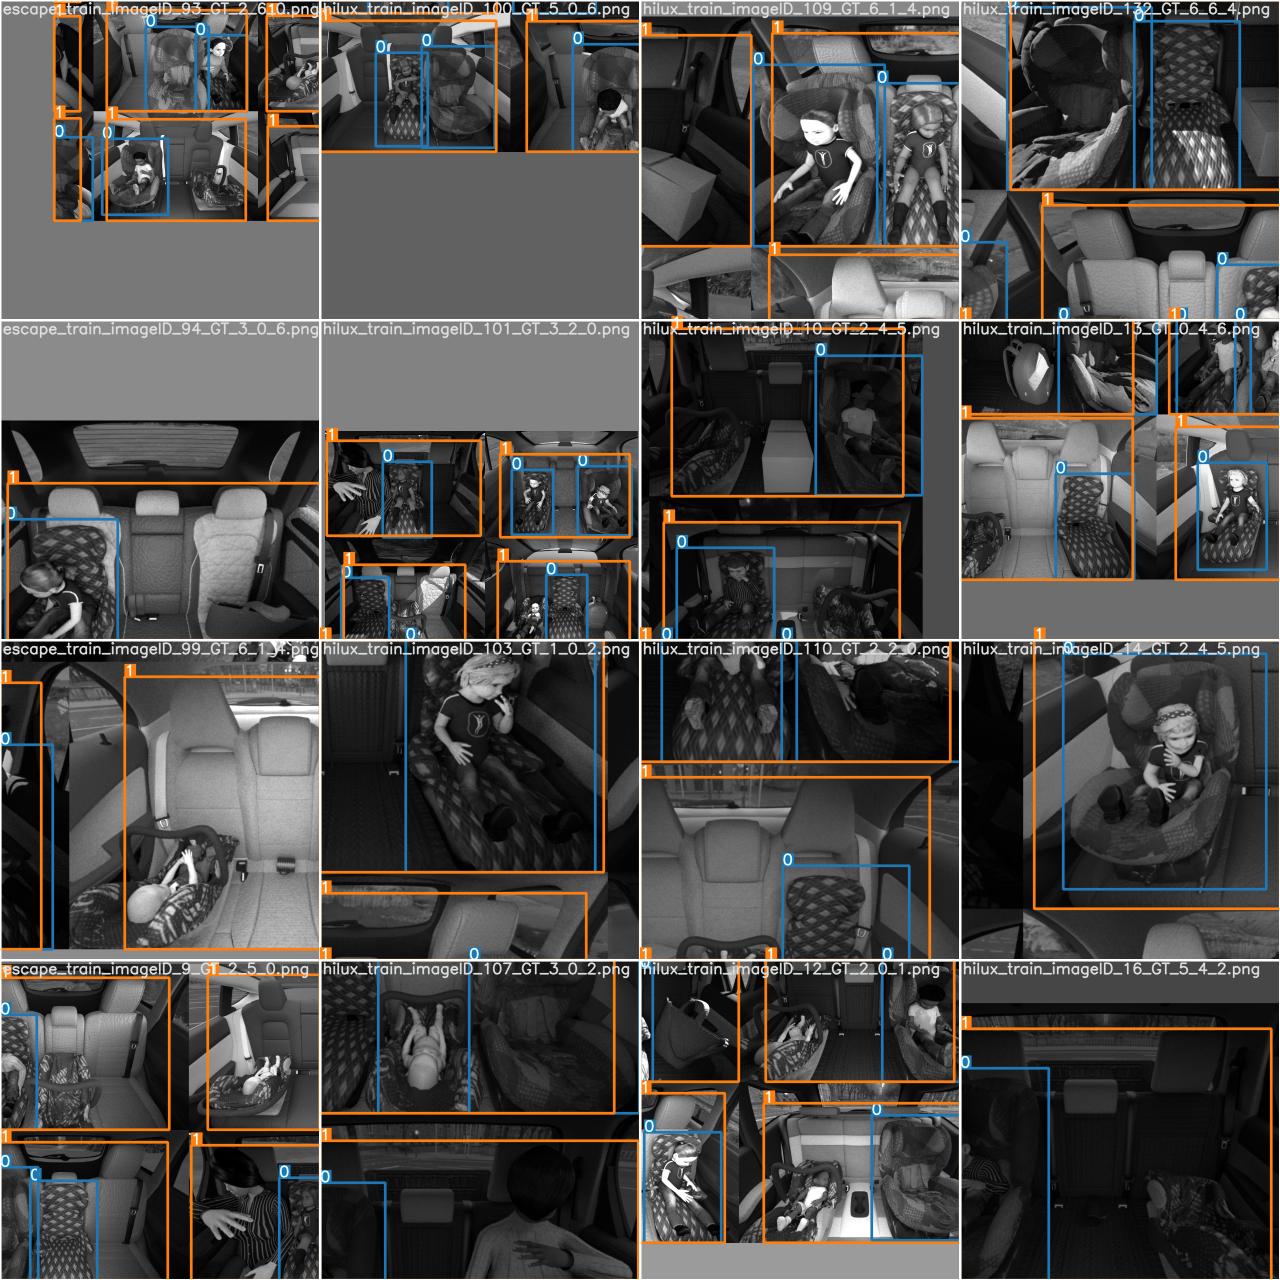 escape_train_imageID_93_GT_2_610.png
hilux_train_imageID_100_GT_5_0_6.png
hilux_train_imageID_109_GT_6_1_4.png
hilux_train_imageID_132_GT_6_6_4.png
escape_train_imageID_94_GT_3_0_6.png
hilux_train_imageID_101_GT_3_2_0.png
hilux_train_imageID_10_GT_2_4_5.png
hilux_train_imageID_13_GT_0_4_6.png
escape_train_imageID_99_GT_6_1_4.png
hilux_train_imageID_103_GT_1_0_2.png
hilux_train_imageID_110_GT_2_2_0.png
hilux_train_imageID_14_GT_2_4_5.png
escape_train_imageID_9_GT_2_5_0.png
hilux_train_imageID_107_GT_3_0_2.png
hilux_train_imageID_12_GT_2_0_1.png
hilux_train_imageID_16_GT_5_4_2.png